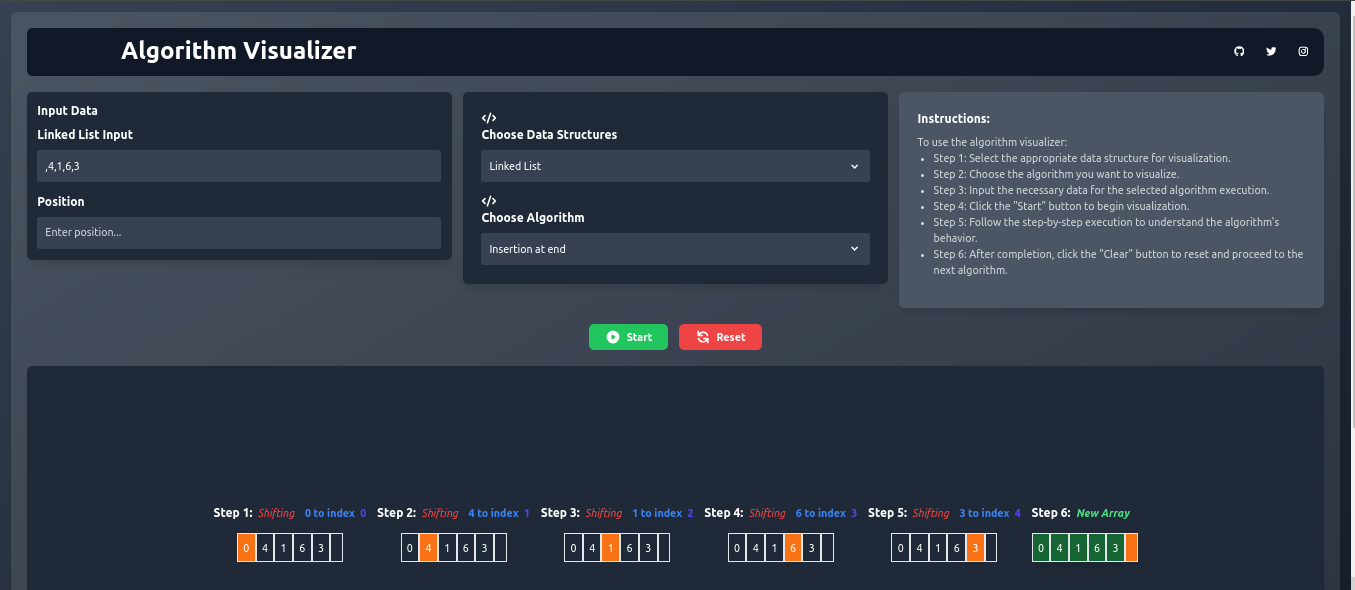 Algorithm Visualizer
Input Data
Linked List Input
,4,1,6,3
Position
Enter position...
</>
Choose Data Structures
Linked List
</>
Choose Algorithm
Insertion at end
Instructions:
To use the algorithm visualizer:
• Step 1: Select the appropriate data structure for visualization.
• Step 2: Choose the algorithm you want to visualize.
• Step 3: Input the necessary data for the selected algorithm execution.
• Step 4: Click the "Start" button to begin visualization.
• Step 5: Follow the step-by-step execution to understand the algorithm's
behavior.
• Step 6: After completion, click the "Clear" button to reset and proceed to the
next algorithm.
Start
Reset
Step 1: Shifting 0 to index 0
0 4 1 6 3
Step 2: Shifting 4 to index 1
0 4 1 6 3
Step 3: Shifting 1 to index 2
0 4 1 6 3
Step 4: Shifting 6 to index 3
0 4 1 6 3
Step 5: Shifting 3 to index 4
0 4 1 6 3
Step 6: New Array
0 4 1 6 3